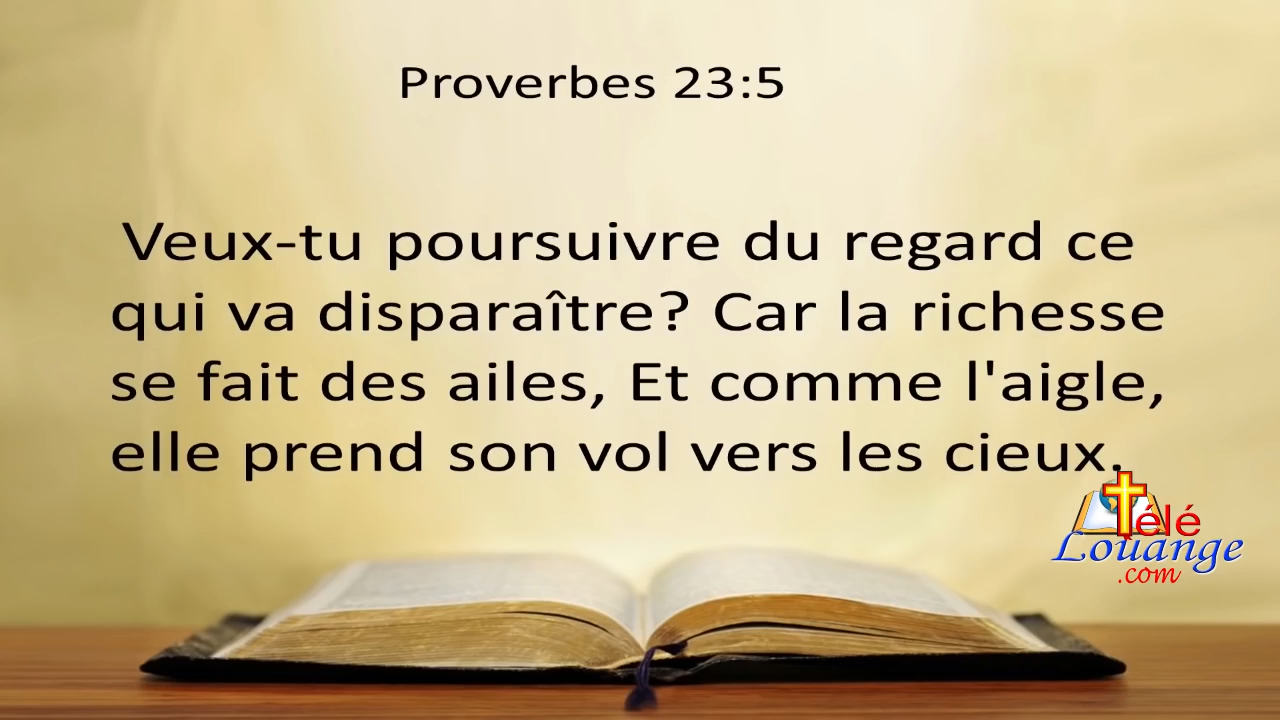 Proverbes 23:5
Veux-tu poursuivre du regard ce
qui va disparaître? Car la richesse
se fait des ailes, Et comme l'aigle,
elle prend son vol vers les cieux.
Télé
Louange
.com